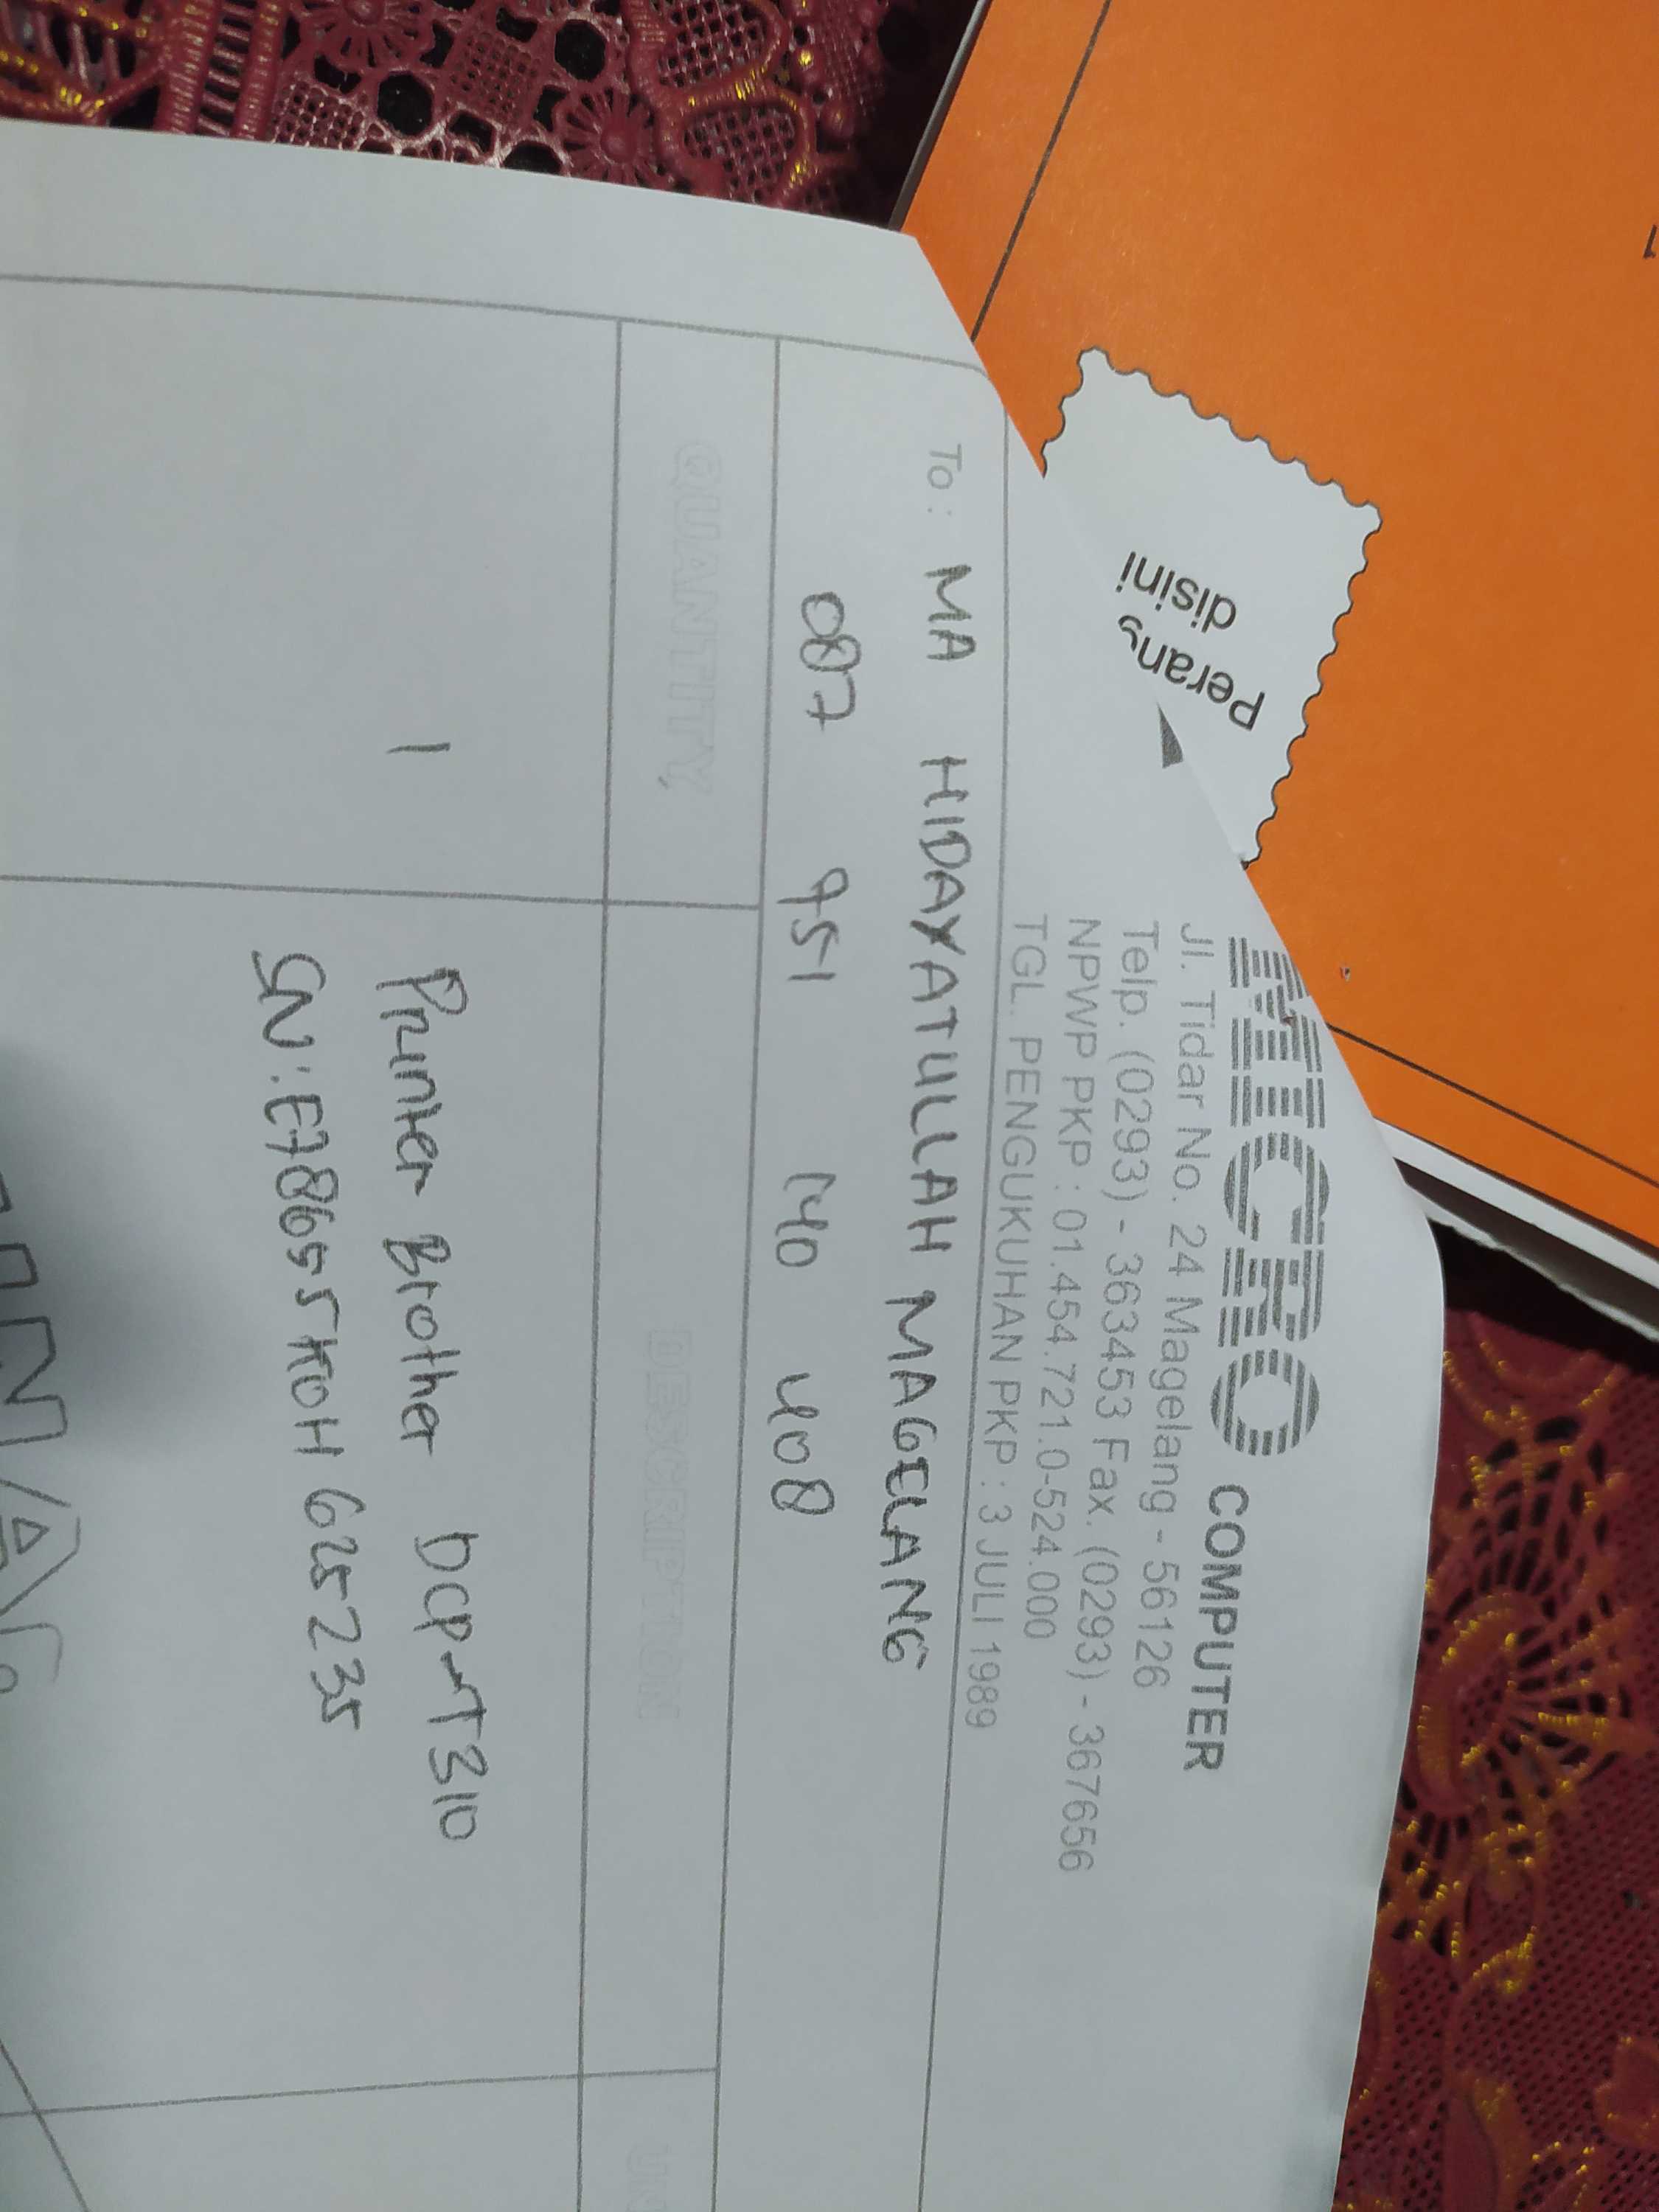 MICRO COMPUTER
Jl. Tidar No. 24 Magelang - 56126
Telp. (0293) - 363453 Fax. (0293) - 367656
NPWP PKP : 01.454.721.0-524.000
TGL. PENGUKUHAN PKP : 3 JULI 1989
To : MA HIDAYATULLAH MAGELANG
087 951 140 408
QUANTITY DESCRIPTION
1 Printer Brother DCP-T310
SN : E78655K0H625235
Perang
disini
1